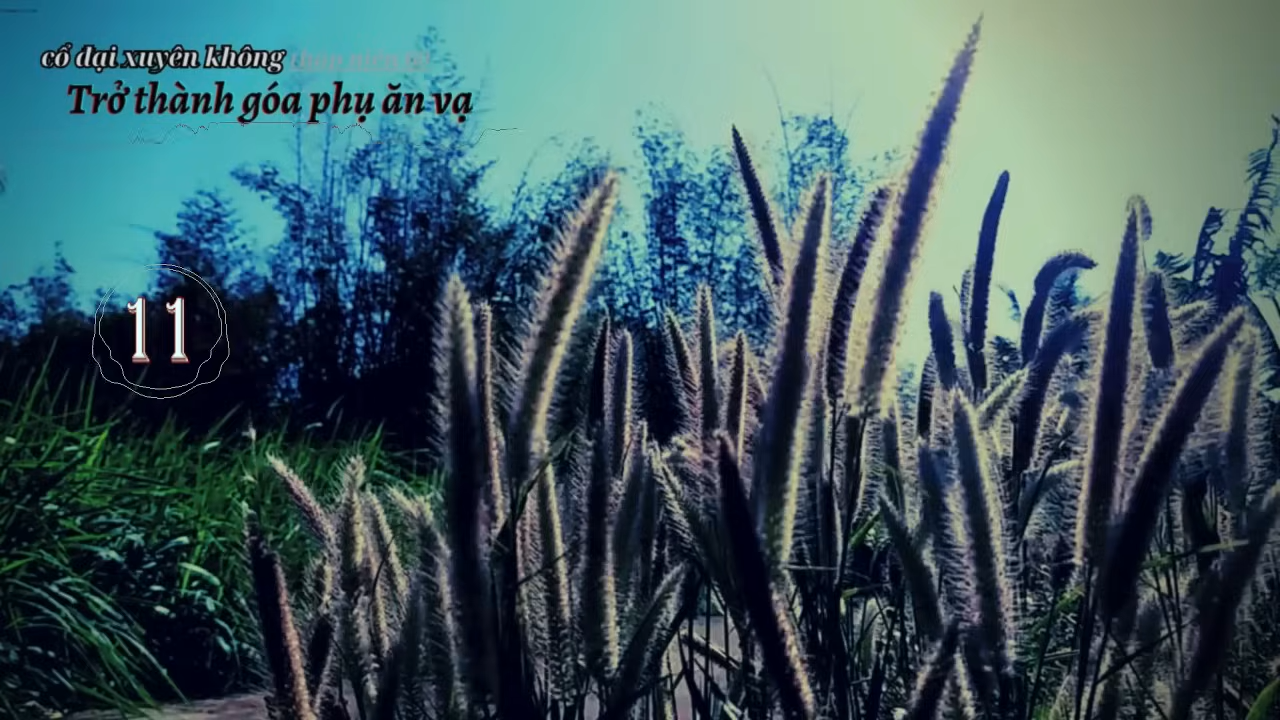 cổ đại xuyên không
Trở thành góa phụ ăn vạ
11